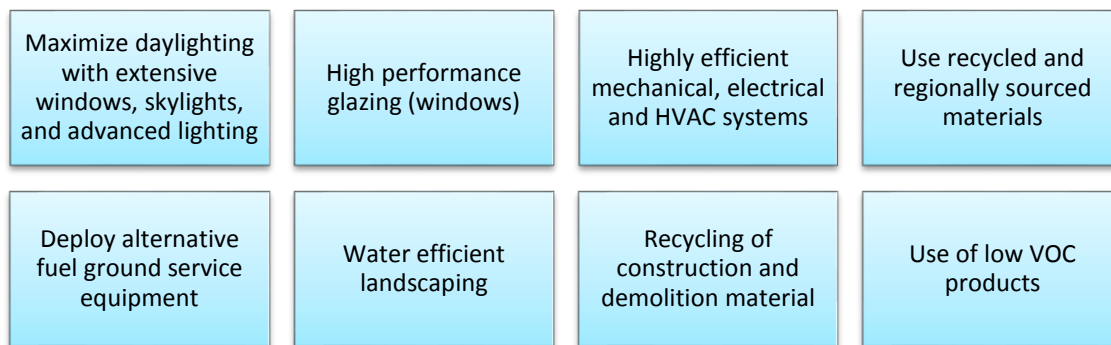 Maximize daylighting
with extensive
windows, skylights,
and advanced lighting
High performance
glazing (windows)
Highly efficient
mechanical, electrical
and HVAC systems
Use recycled and
regionally sourced
materials
Deploy alternative
fuel ground service
equipment
Water efficient
landscaping
Recycling of
construction and
demolition material
Use of low VOC
products